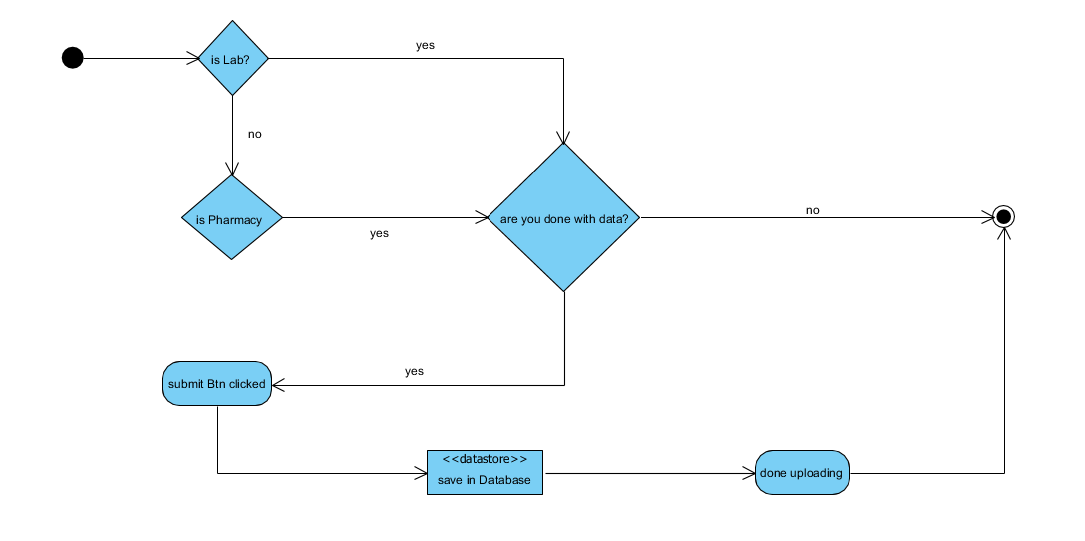 yes
is Lab?
no
is Pharmacy
yes
are you done with data?
no
yes
submit Btn clicked
<<datastore>>
save in Database
done uploading